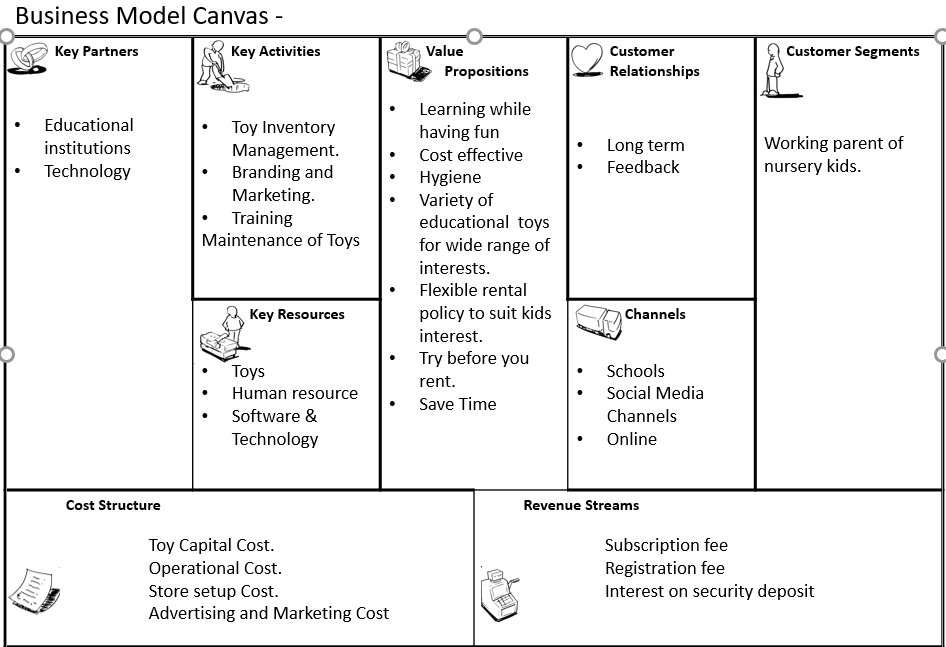 Business Model Canvas -
Key Partners
• Educational
institutions
• Technology
Key Activities
• Toy Inventory
Management.
• Branding and
Marketing.
• Training
Maintenance of Toys
Key Resources
• Toys
• Human resource
• Software &
Technology
Value
Propositions
• Learning while
having fun
• Cost effective
• Hygiene
• Variety of
educational toys
for wide range of
interests.
• Flexible rental
policy to suit kids
interest.
• Try before you
rent.
• Save Time
Customer
Relationships
• Long term
• Feedback
Channels
• Schools
• Social Media
Channels
• Online
Customer Segments
Working parent of
nursery kids.
Cost Structure
Toy Capital Cost.
Operational Cost.
Store setup Cost.
Advertising and Marketing Cost
Revenue Streams
Subscription fee
Registration fee
Interest on security deposit